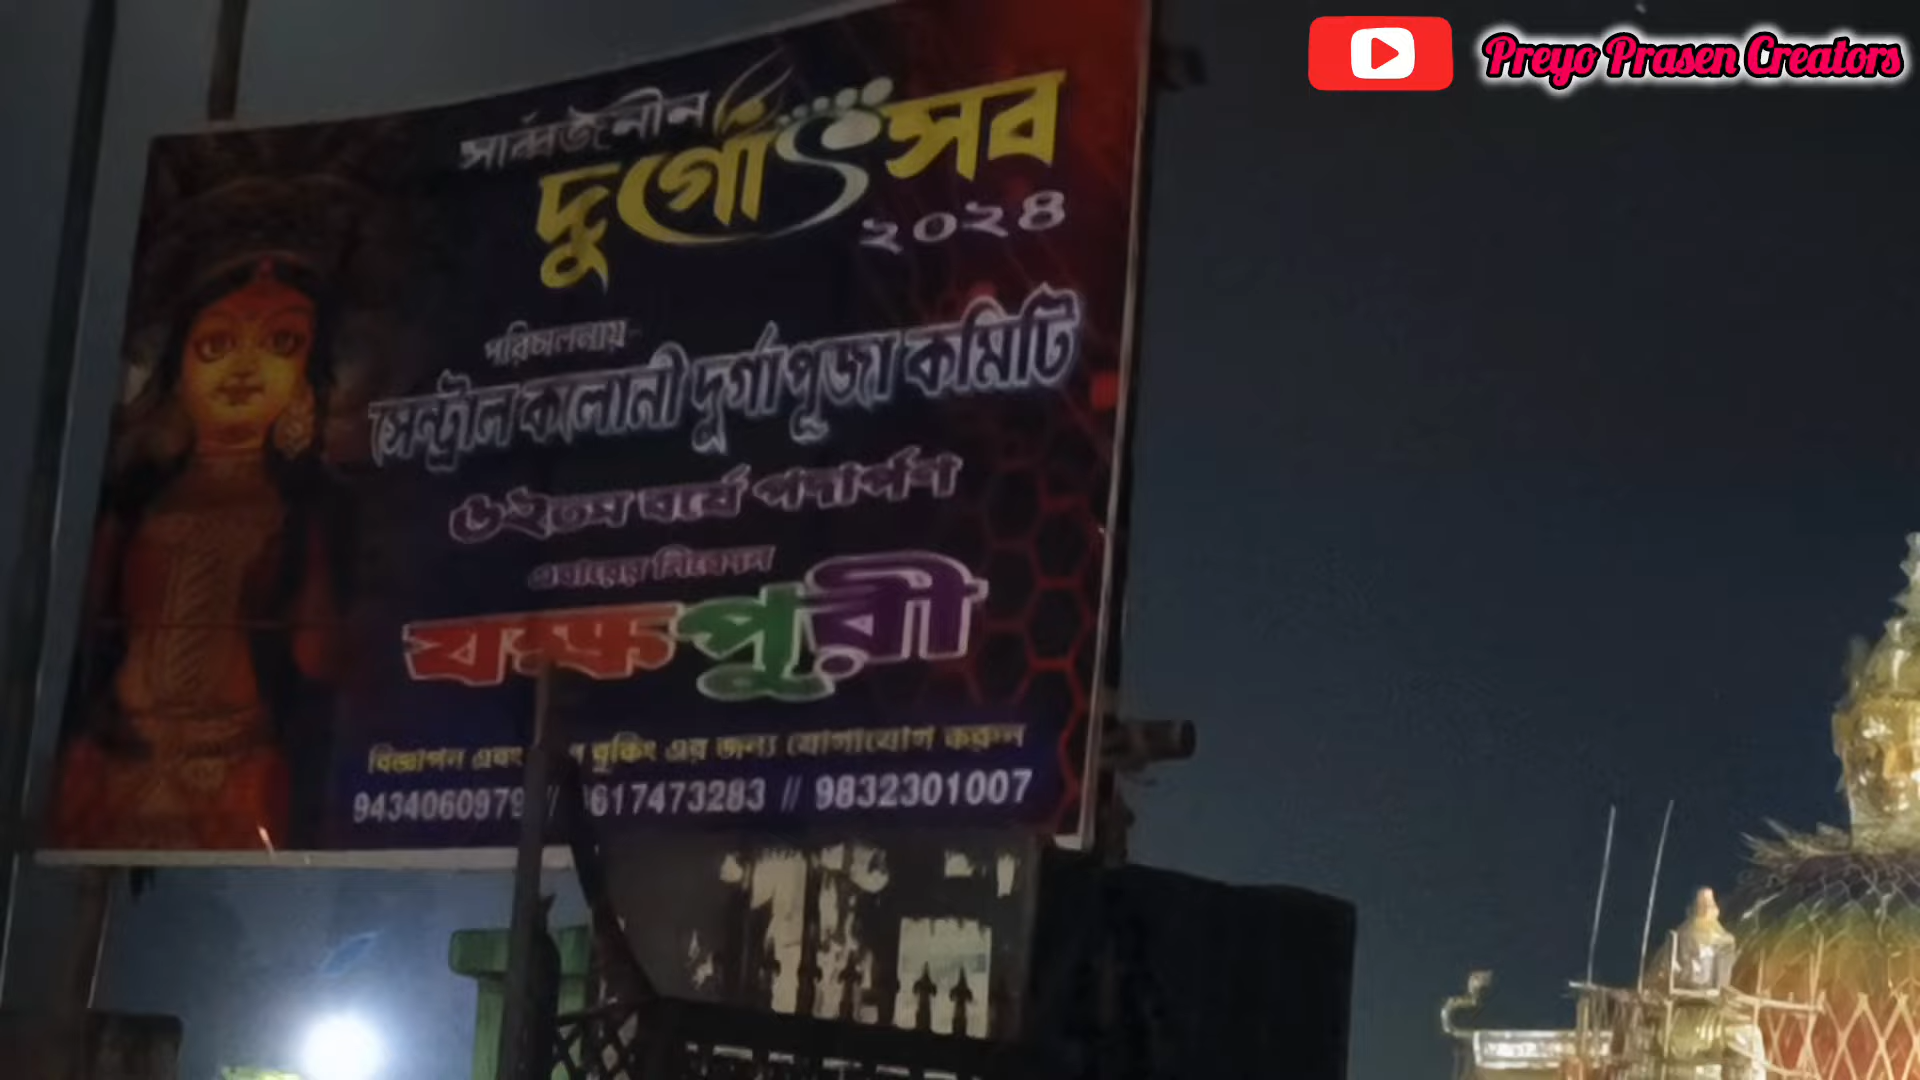 Preyo Prasen Creators
সার্ব্বজনীন
দুর্গোৎসব
২০২৪
পরিচালনায়-
সেন্ট্রাল কালোনী দুর্গাপূজা কমিটি
৬২তম বর্ষে পদার্পণ
এবারের নিবেদন
যক্ষপুরী
বিজ্ঞাপন এবং বুকিং এর জন্য যোগাযোগ করুন
9434060979 // 617473283 // 9832301007